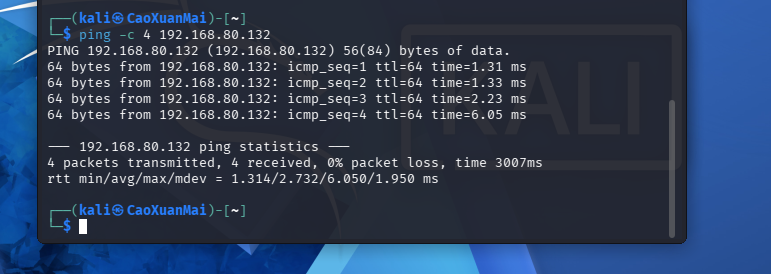 ┌──(kali㉿CaoXuanMai)-[~]
└─$ ping -c 4 192.168.80.132
PING 192.168.80.132 (192.168.80.132) 56(84) bytes of data.
64 bytes from 192.168.80.132: icmp_seq=1 ttl=64 time=1.31 ms
64 bytes from 192.168.80.132: icmp_seq=2 ttl=64 time=1.33 ms
64 bytes from 192.168.80.132: icmp_seq=3 ttl=64 time=2.23 ms
64 bytes from 192.168.80.132: icmp_seq=4 ttl=64 time=6.05 ms
KALI
--- 192.168.80.132 ping statistics ---
4 packets transmitted, 4 received, 0% packet loss, time 3007ms
rtt min/avg/max/mdev = 1.314/2.732/6.050/1.950 ms
┌──(kali㉿CaoXuanMai)-[~]
└─$